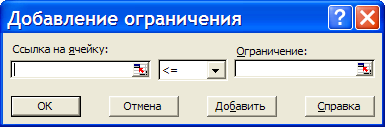 Добавление ограничения
Ссылка на ячейку: Ограничение:
<=
ОК Отмена Добавить Справка